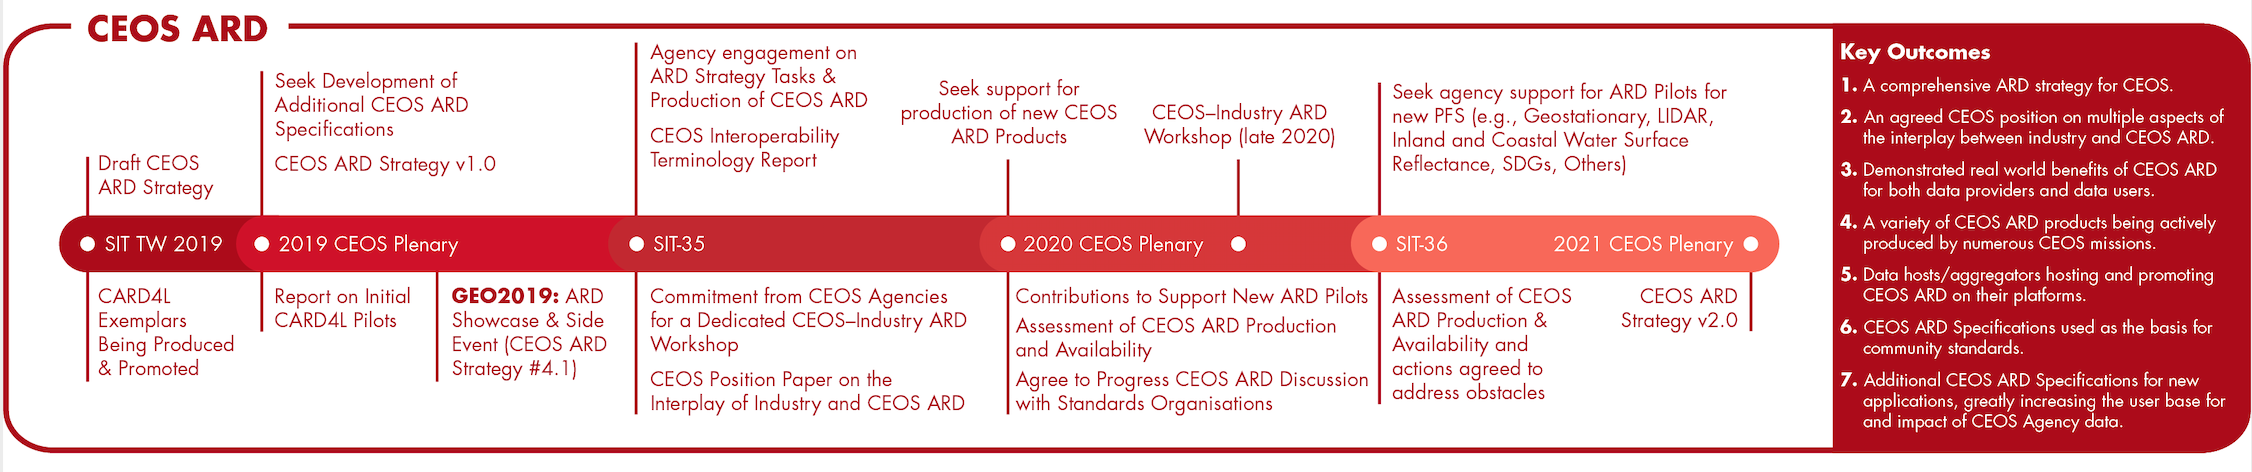 CEOS ARD
Draft CEOS
ARD Strategy
Seek Development of
Additional CEOS ARD
Specifications
CEOS ARD Strategy v1.0
Agency engagement on
ARD Strategy Tasks &
Production of CEOS ARD
CEOS Interoperability
Terminology Report
Seek support for
production of new CEOS
ARD Products
CEOS–Industry ARD
Workshop (late 2020)
Seek agency support for ARD Pilots for
new PFS (e.g., Geostationary, LIDAR,
Inland and Coastal Water Surface
Reflectance, SDGs, Others)
SIT TW 2019
2019 CEOS Plenary
SIT-35
2020 CEOS Plenary
SIT-36
2021 CEOS Plenary
CARD4L
Exemplars
Being Produced
& Promoted
Report on Initial
CARD4L Pilots
GEO2019: ARD
Showcase & Side
Event (CEOS ARD
Strategy #4.1)
Commitment from CEOS Agencies
for a Dedicated CEOS–Industry ARD
Workshop
CEOS Position Paper on the
Interplay of Industry and CEOS ARD
Contributions to Support New ARD Pilots
Assessment of CEOS ARD Production
and Availability
Agree to Progress CEOS ARD Discussion
with Standards Organisations
Assessment of CEOS
ARD Production &
Availability and
actions agreed to
address obstacles
CEOS ARD
Strategy v2.0
Key Outcomes
1. A comprehensive ARD strategy for CEOS.
2. An agreed CEOS position on multiple aspects of
the interplay between industry and CEOS ARD.
3. Demonstrated real world benefits of CEOS ARD
for both data providers and data users.
4. A variety of CEOS ARD products being actively
produced by numerous CEOS missions.
5. Data hosts/aggregators hosting and promoting
CEOS ARD on their platforms.
6. CEOS ARD Specifications used as the basis for
community standards.
7. Additional CEOS ARD Specifications for new
applications, greatly increasing the user base for
and impact of CEOS Agency data.